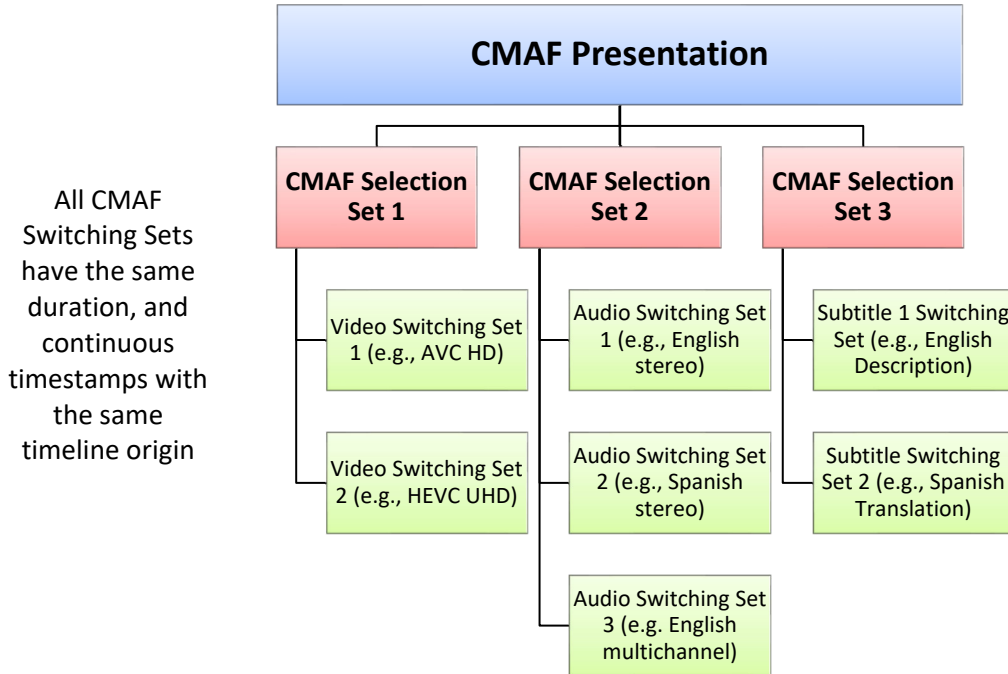 CMAF Presentation
CMAF Selection
Set 1
CMAF Selection
Set 2
CMAF Selection
Set 3
All CMAF
Switching Sets
have the same
duration, and
continuous
timestamps with
the same
timeline origin
Video Switching Set
1 (e.g., AVC HD)
Video Switching Set
2 (e.g., HEVC UHD)
Audio Switching Set
1 (e.g., English
stereo)
Audio Switching Set
2 (e.g., Spanish
stereo)
Audio Switching Set
3 (e.g. English
multichannel)
Subtitle 1 Switching
Set (e.g., English
Description)
Subtitle Switching
Set 2 (e.g., Spanish
Translation)